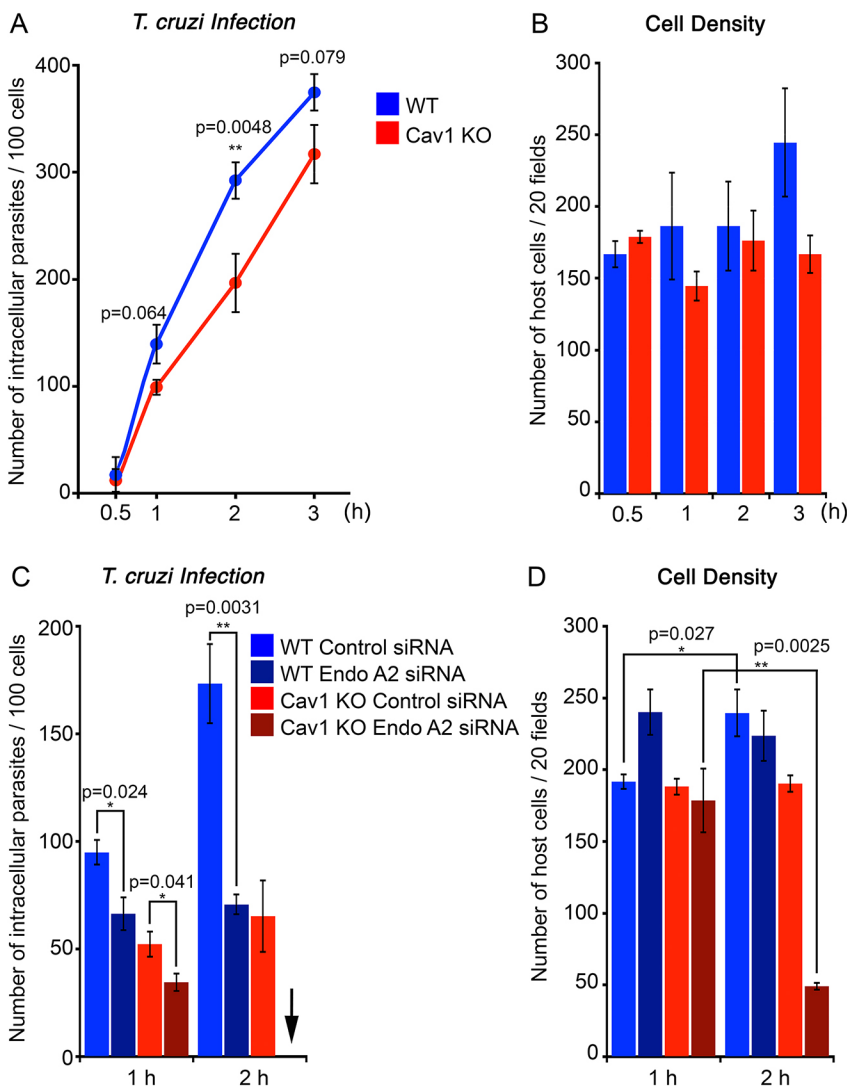 A
T. cruzi Infection
Number of intracellular parasites / 100 cells
400
300
200
100
0
p=0.064
p=0.0048
**
p=0.079
0.5 1 2 3 (h)
WT
Cav1 KO
B
Cell Density
Number of host cells / 20 fields
300
250
200
150
100
50
0
0.5 1 2 3 (h)
C
T. cruzi Infection
Number of intracellular parasites / 100 cells
200
150
100
50
0
p=0.024
*
p=0.041
*
p=0.0031
**
1 h 2 h
WT Control siRNA
WT Endo A2 siRNA
Cav1 KO Control siRNA
Cav1 KO Endo A2 siRNA
D
Cell Density
Number of host cells / 20 fields
300
250
200
150
100
50
0
p=0.027
*
p=0.0025
**
1 h 2 h